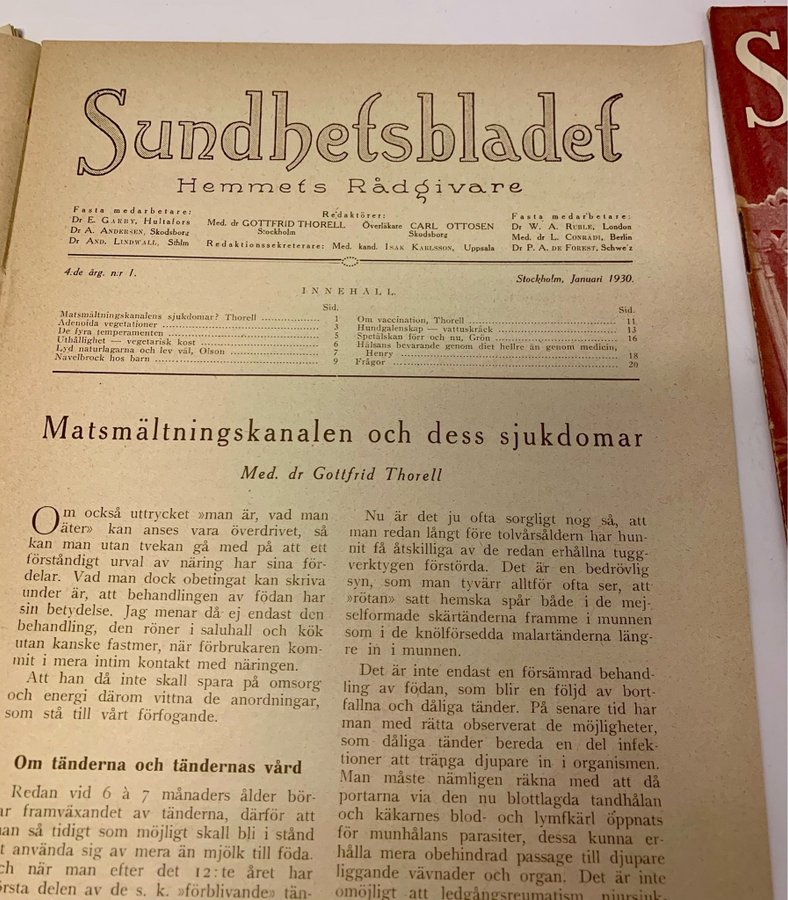 Sundhetsbladet
Hemmets Rådgivare
Fasta medarbetare:
Dr E. GARBY, Hultafors
Dr A. ANDERSEN, Skodsborg
Dr AND. LINDWALL, Sthlm
Redaktörer:
Med. dr GOTTFRID THORELL Överläkare CARL OTTOSEN
Stockholm Skodsborg
Redaktionssekreterare: Med. kand. ISAK KARLSSON, Uppsala
Fasta medarbetare:
Dr W. A. RUBLE, London
Med. dr L. CONRADI, Berlin
Dr P. A. DE FOREST, Schweiz
4:de årg. n:r 1.
Stockholm, Januari 1930.
INNEHÅLL.
Sid.
Matsmältningskanalens sjukdomar? Thorell 1
Adenoida vegetationer 3
De fyra temperamenten 5
Uthållighet — vegetarisk kost 6
Lyd naturlagarna och lev väl, Olson 7
Navelbrock hos barn 9
Sid.
Om vaccination, Thorell 11
Hundgalenskap — vattuskräck 13
Spetälskan förr och nu, Grön 16
Hälsans bevarande genom diet hellre än genom medicin,
Henry 18
Frågor 20
Matsmältningskanalen och dess sjukdomar
Med. dr Gottfrid Thorell
Om också uttrycket »man är, vad man
äter» kan anses vara överdrivet, så
kan man utan tvekan gå med på att ett
förståndigt urval av näring har sina för-
delar. Vad man dock obetingat kan skriva
under är, att behandlingen av födan har
sin betydelse. Jag menar då ej endast den
behandling, den röner i saluhall och kök
utan kanske fastmer, när förbrukaren kom-
mit i mera intim kontakt med näringen.
Att han då inte skall spara på omsorg
och energi därom vittna de anordningar,
som stå till vårt förfogande.
Om tänderna och tändernas vård
Redan vid 6 à 7 månaders ålder bör-
ar framväxandet av tänderna, därför att
an så tidigt som möjligt skall bli i stånd
t använda sig av mera än mjölk till föda.
ch när man efter det 12:te året har
rsta delen av de s. k. »förblivande» tän-
Nu är det ju ofta sorgligt nog så, att
man redan långt före tolvårsåldern har hun-
nit få åtskilliga av de redan erhållna tugg-
verktygen förstörda. Det är en bedrövlig
syn, som man tyvärr alltför ofta ser, att
»rötan» satt hemska spår både i de mej-
selformade skärtänderna framme i munnen
som i de knölförsedda malartänderna läng-
re in i munnen.
Det är inte endast en försämrad behand-
ling av födan, som blir en följd av bort-
fallna och dåliga tänder. På senare tid har
man med rätta observerat de möjligheter,
som dåliga tänder bereda en del infek-
tioner att tränga djupare in i organismen.
Man måste nämligen räkna med att då
portarna via den nu blottlagda tandhålan
och käkarnes blod- och lymfkärl öppnats
för munhålans parasiter, dessa kunna er-
hålla mera obehindrad passage till djupare
liggande vävnader och organ. Det är inte
omöjligt att ledgångsreumatism, njursjuk-
S